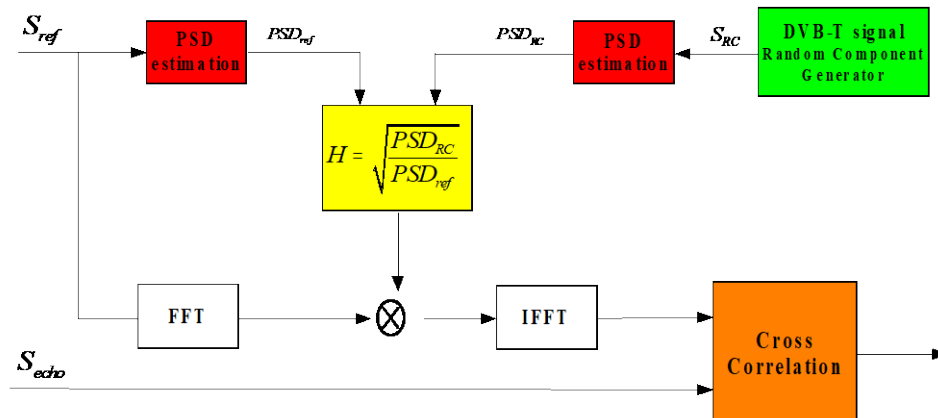 S_ref
PSD
estimation
PSD_ref
PSD_RC
PSD
estimation
S_RC
DVB-T signal
Random Component
Generator
H = √(PSD_RC / PSD_ref)
FFT
IFFT
Cross
Correlation
S_echo